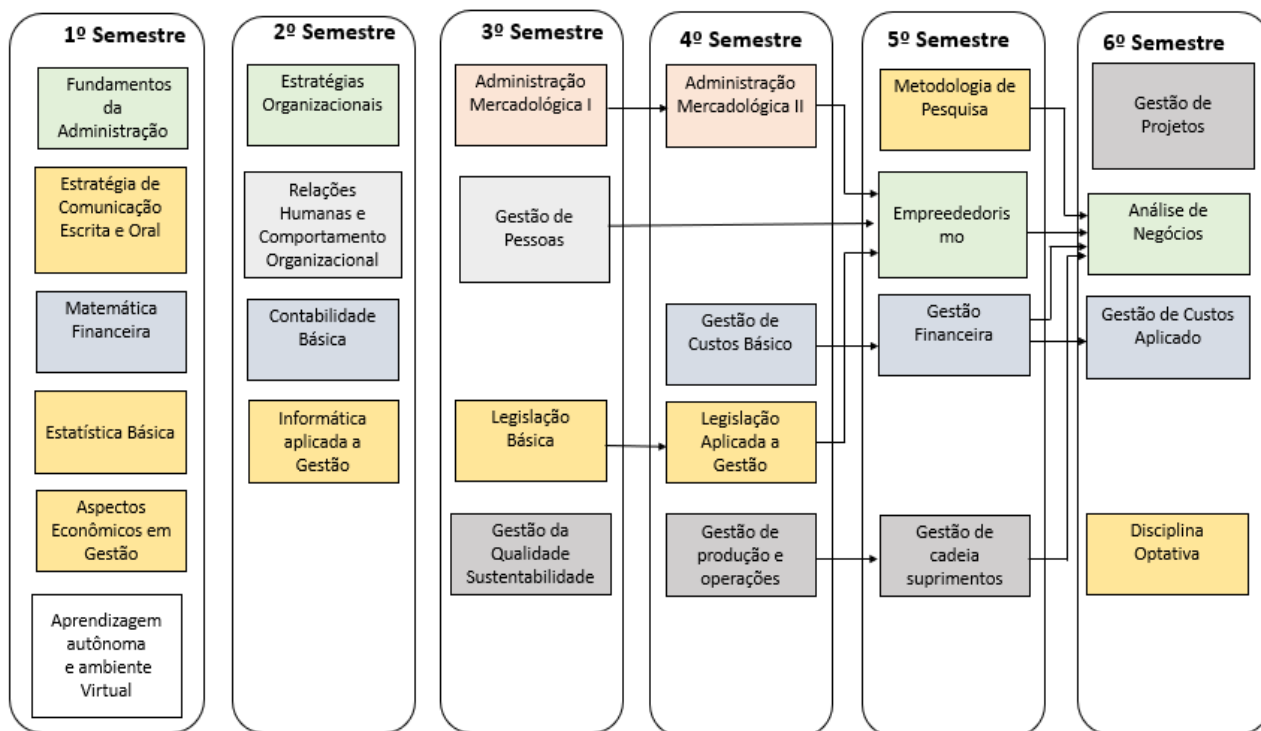 1º Semestre
Fundamentos
da
Administração
Estratégia de
Comunicação
Escrita e Oral
Matemática
Financeira
Estatística Básica
Aspectos
Econômicos em
Gestão
Aprendizagem
autônoma
e ambiente
Virtual
2º Semestre
Estratégias
Organizacionais
Relações
Humanas e
Comportamento
Organizacional
Contabilidade
Básica
Informática
aplicada a
Gestão
3º Semestre
Administração
Mercadológica I
Gestão de
Pessoas
Legislação
Básica
Gestão da
Qualidade
Sustentabilidade
4º Semestre
Administração
Mercadológica II
Gestão de
Custos Básico
Legislação
Aplicada a
Gestão
Gestão de
produção e
operações
5º Semestre
Metodologia de
Pesquisa
Empreededoris
mo
Gestão
Financeira
Gestão de
cadeia
suprimentos
6º Semestre
Gestão de
Projetos
Análise de
Negócios
Gestão de Custos
Aplicado
Disciplina
Optativa